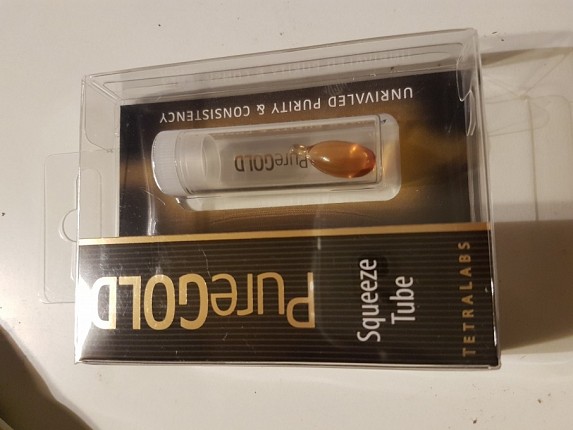 UNRIVALED PURITY & CONSISTENCY
PureGOLD
PureGOLD
Squeeze
Tube
TETRALABS